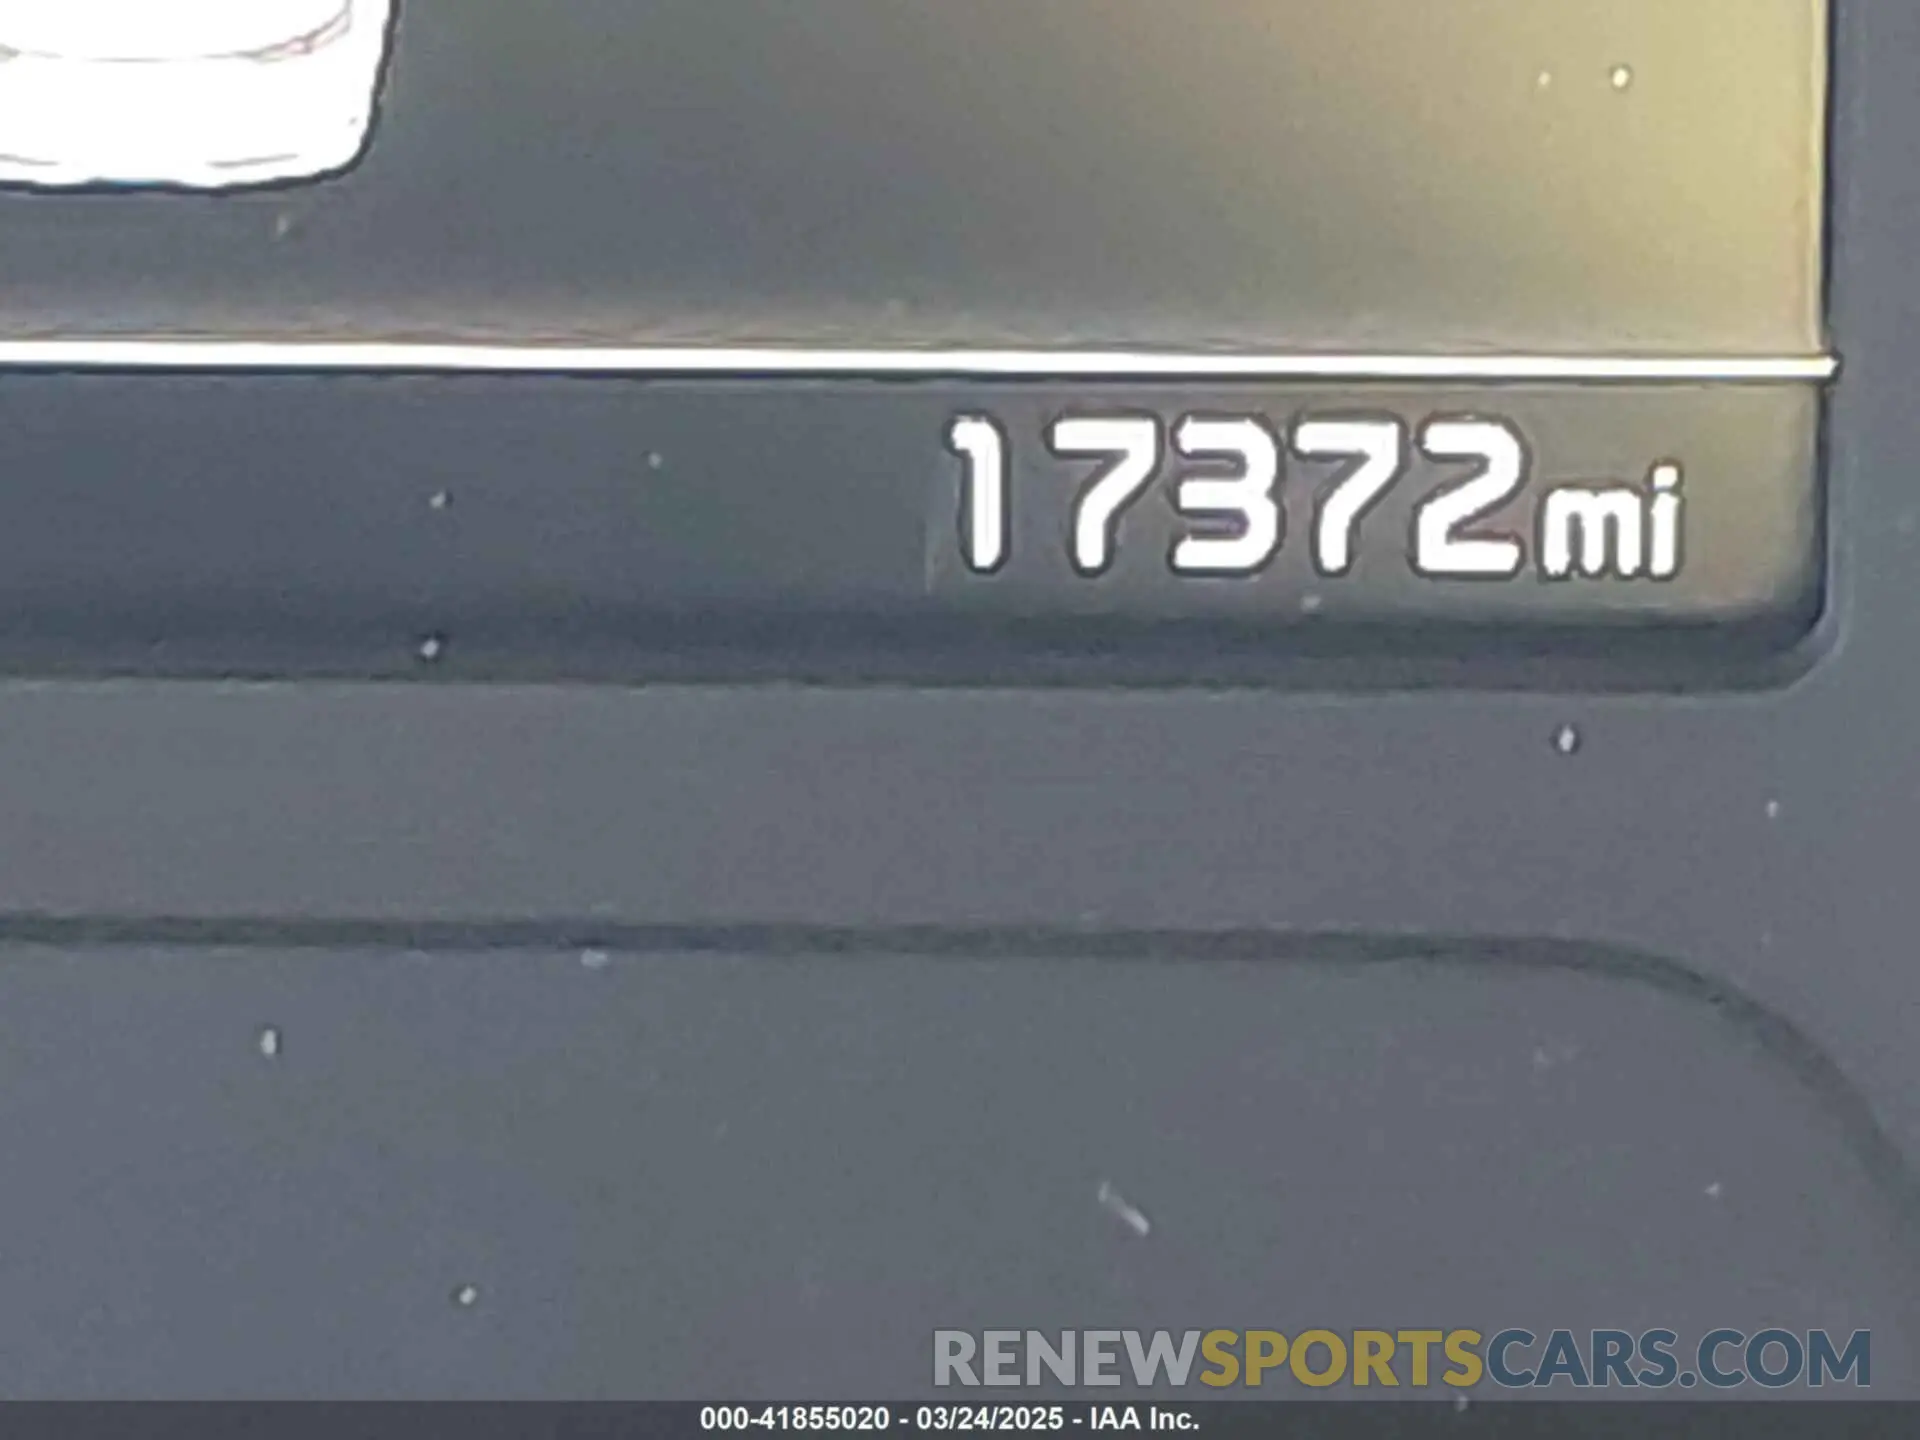 17372mi
RENEWSPORTSCARS.COM
000-41855020 - 03/24/2025 - IAA Inc.